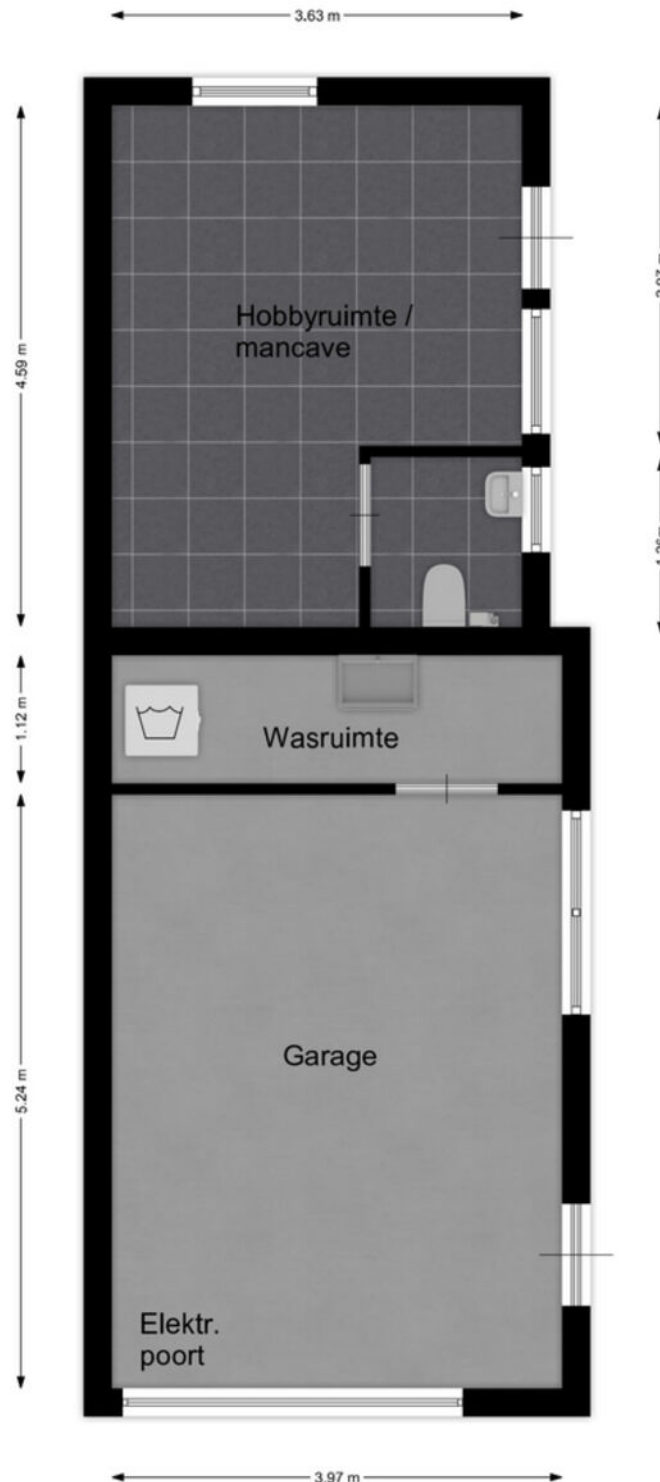 3.63 m
4.59 m
Hobbyruimte /
mancave
1.12 m
Wasruimte
5.24 m
Garage
Elektr.
poort
3.97 m